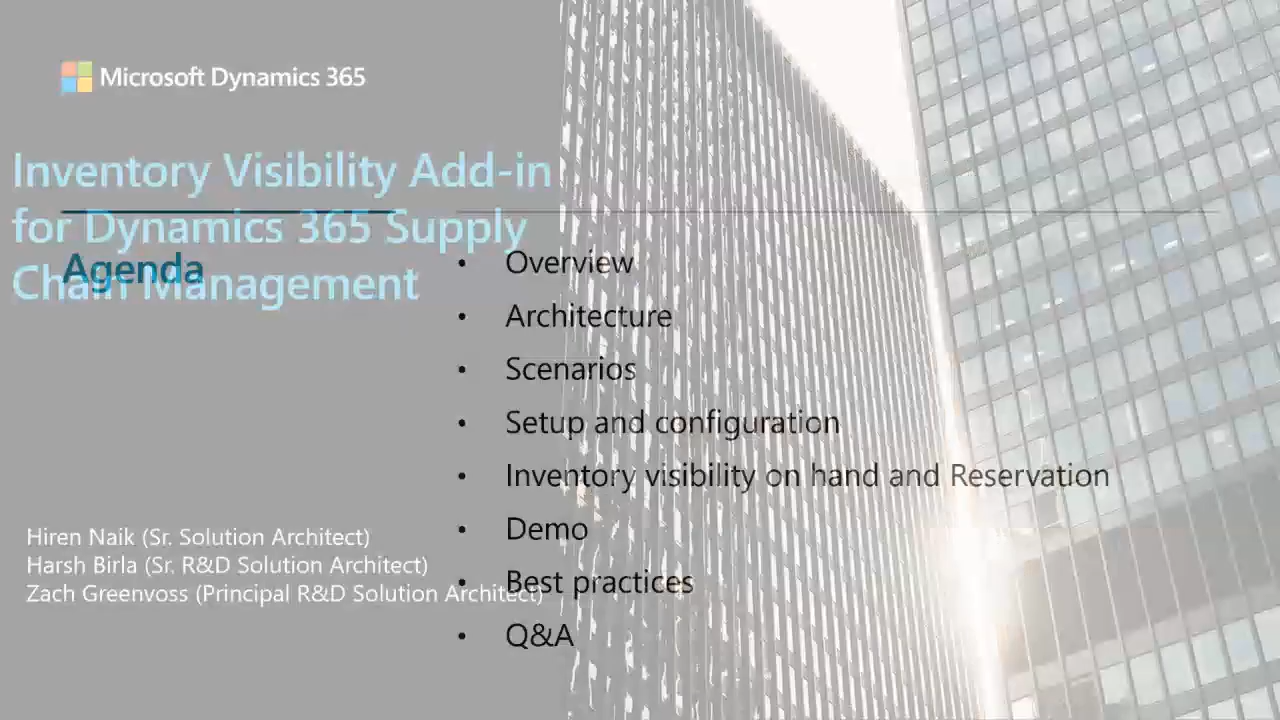 Microsoft Dynamics 365
Inventory Visibility Add-in
for Dynamics 365 Supply
Chain Management
Agenda
• Overview
• Architecture
• Scenarios
• Setup and configuration
• Inventory visibility on hand and Reservation
• Demo
• Best practices
• Q&A
Hiren Naik (Sr. Solution Architect)
Harsh Birla (Sr. R&D Solution Architect)
Zach Greenvoss (Principal R&D Solution Architect)